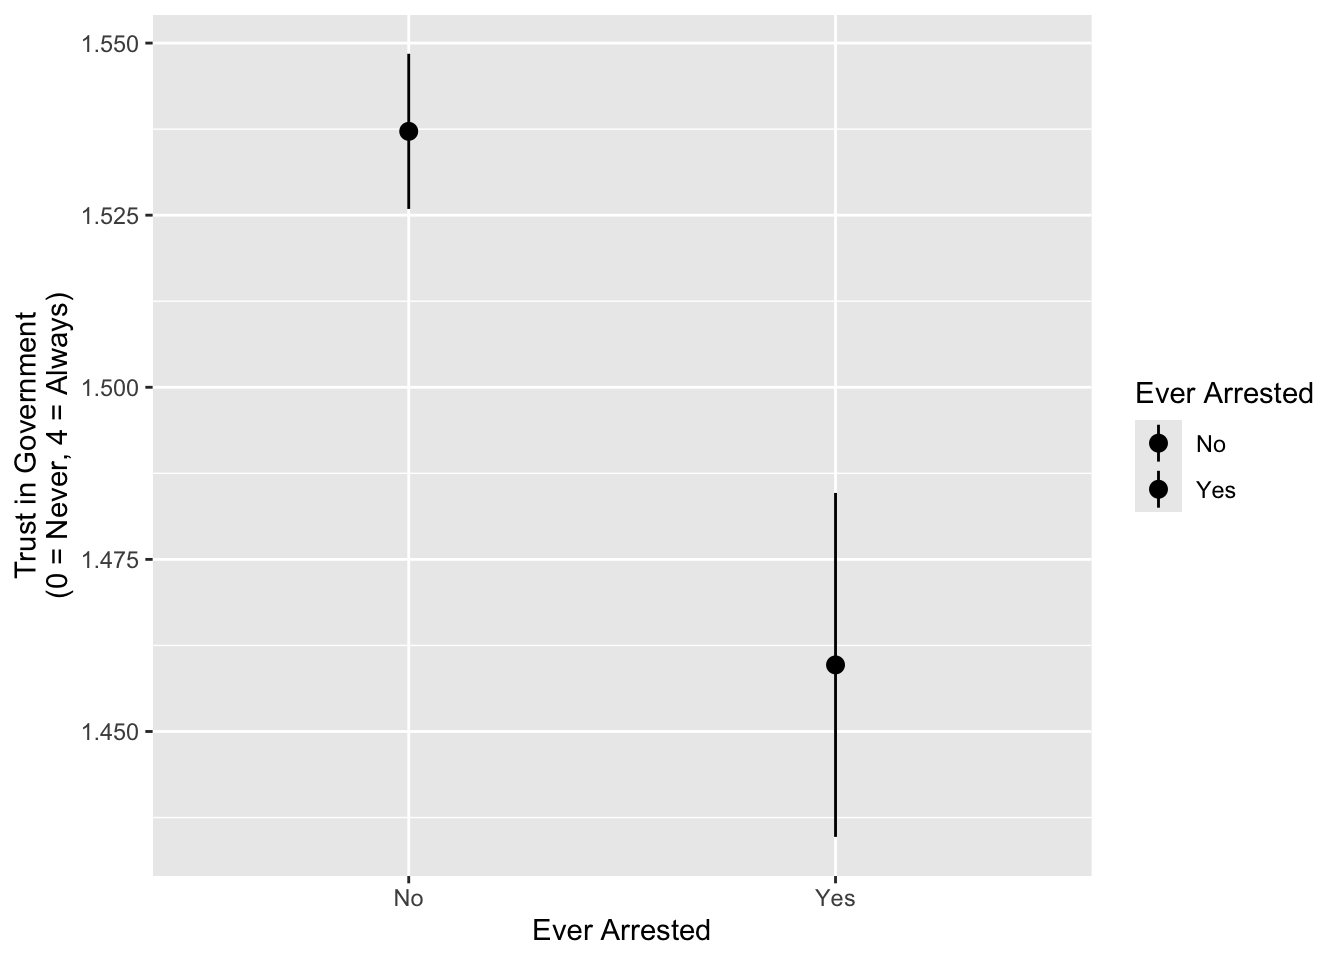 1.550
1.525
1.500
1.475
1.450
Trust in Government
(0 = Never, 4 = Always)
No
Yes
Ever Arrested
Ever Arrested
No
Yes